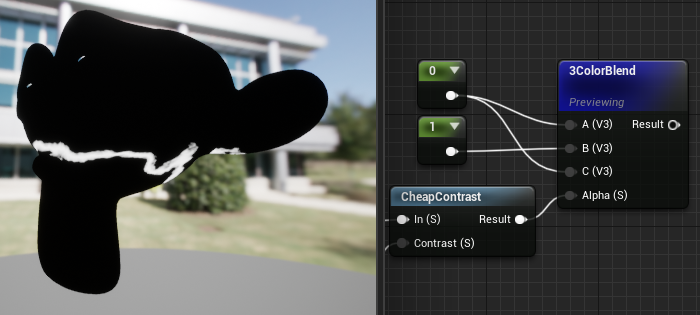 0
1
3ColorBlend
Previewing
A (V3)
Result
B (V3)
C (V3)
Alpha (S)
CheapContrast
In (S)
Result
Contrast (S)